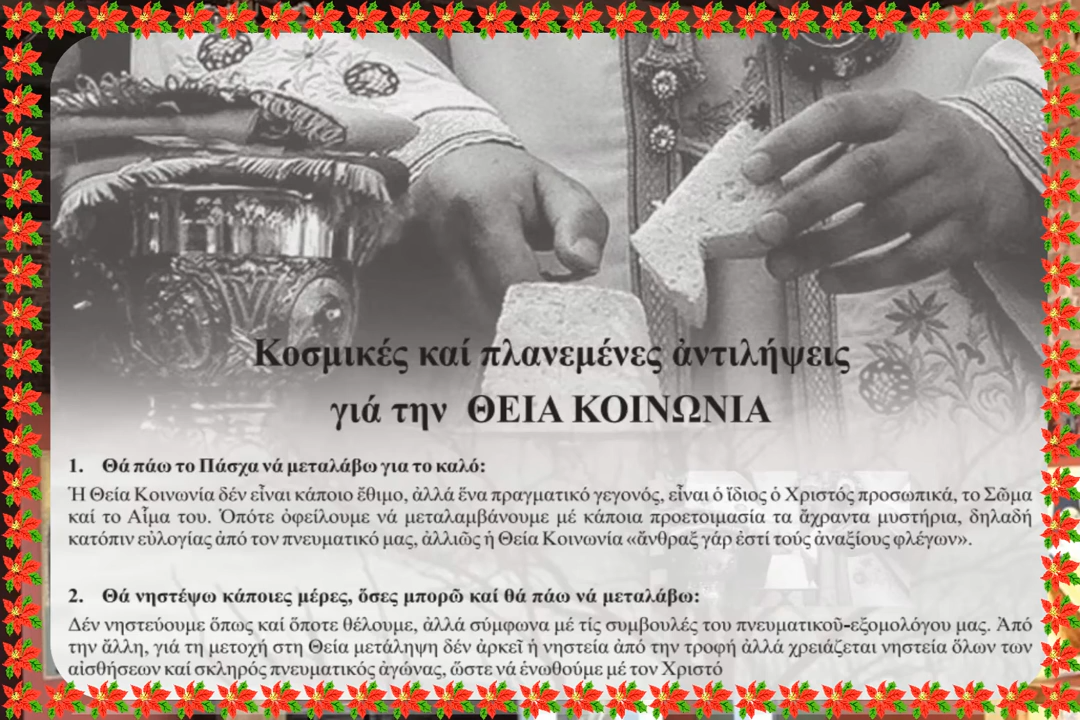 Κοσμικές καί πλανεμένες ἀντιλήψεις
γιά την ΘΕΙΑ ΚΟΙΝΩΝΙΑ
1. Θά πάω το Πάσχα νά μεταλάβω για το καλό:
Ἡ Θεία Κοινωνία δέν εἶναι κάποιο ἔθιμο, ἀλλά ἕνα πραγματικό γεγονός, εἶναι ὁ ἴδιος ὁ Χριστός προσωπικά, το Σῶμα
καί το Αἷμα του. Ὁπότε ὀφείλουμε νά μεταλαμβάνουμε μέ κάποια προετοιμασία τα ἄχραντα μυστήρια, δηλαδή
κατόπιν εὐλογίας ἀπό τον πνευματικό μας, ἀλλιῶς ἡ Θεία Κοινωνία «ἄνθραξ γάρ ἐστί τούς ἀναξίους φλέγων».
2. Θά νηστέψω κάποιες μέρες, ὅσες μπορῶ καί θά πάω νά μεταλάβω:
Δέν νηστεύουμε ὅπως καί ὅποτε θέλουμε, ἀλλά σύμφωνα μέ τίς συμβουλές του πνευματικοῦ-εξομολόγου μας. Ἀπό
την ἄλλη, γιά τη μετοχή στη Θεία μετάληψη δέν ἀρκεῖ ἡ νηστεία ἀπό την τροφή ἀλλά χρειάζεται νηστεία ὅλων των
αἰσθήσεων καί σκληρός πνευματικός ἀγώνας, ὥστε νά ἑνωθοῦμε μέ τον Χριστό